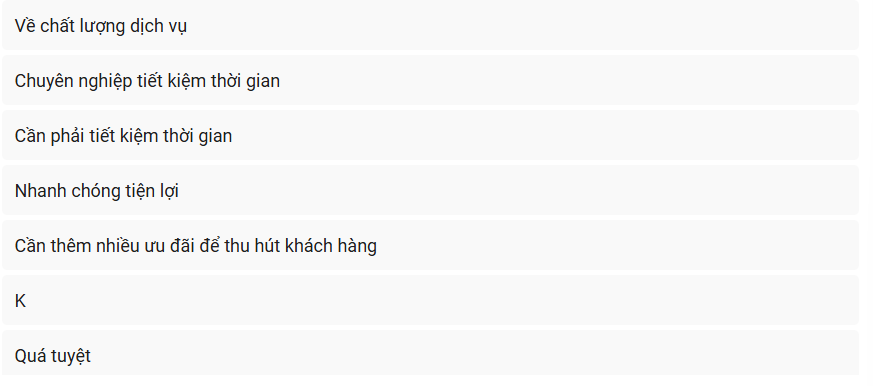 Về chất lượng dịch vụ
Chuyên nghiệp tiết kiệm thời gian
Cần phải tiết kiệm thời gian
Nhanh chóng tiện lợi
Cần thêm nhiều ưu đãi để thu hút khách hàng
K
Quá tuyệt